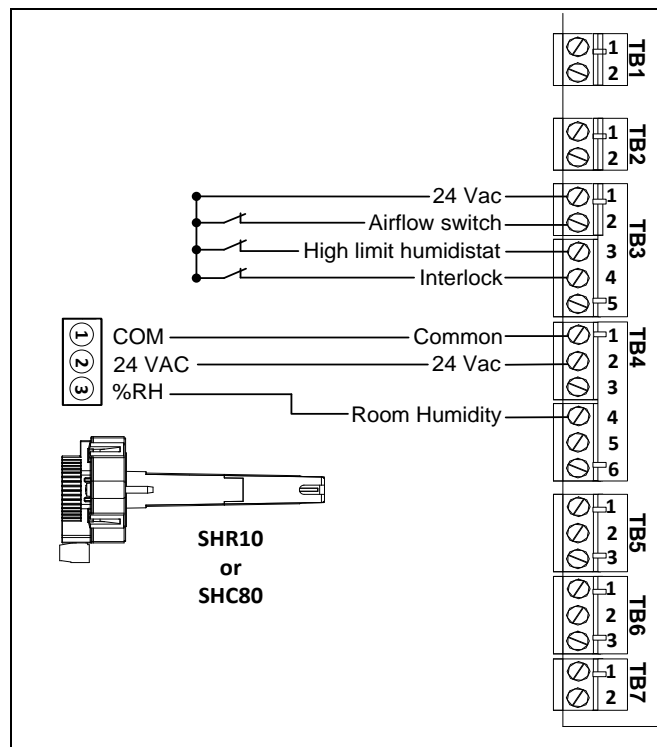 1
TB1
2
1
TB2
2
24 Vac
1
Airflow switch
2
TB3
High limit humidistat
3
Interlock
4
5
1
COM
Common
1
TB4
2
24 VAC
24 Vac
2
3
%RH
3
Room Humidity
4
5
6
SHR10
or
SHC80
1
TB5
2
3
1
TB6
2
3
1
TB7
2